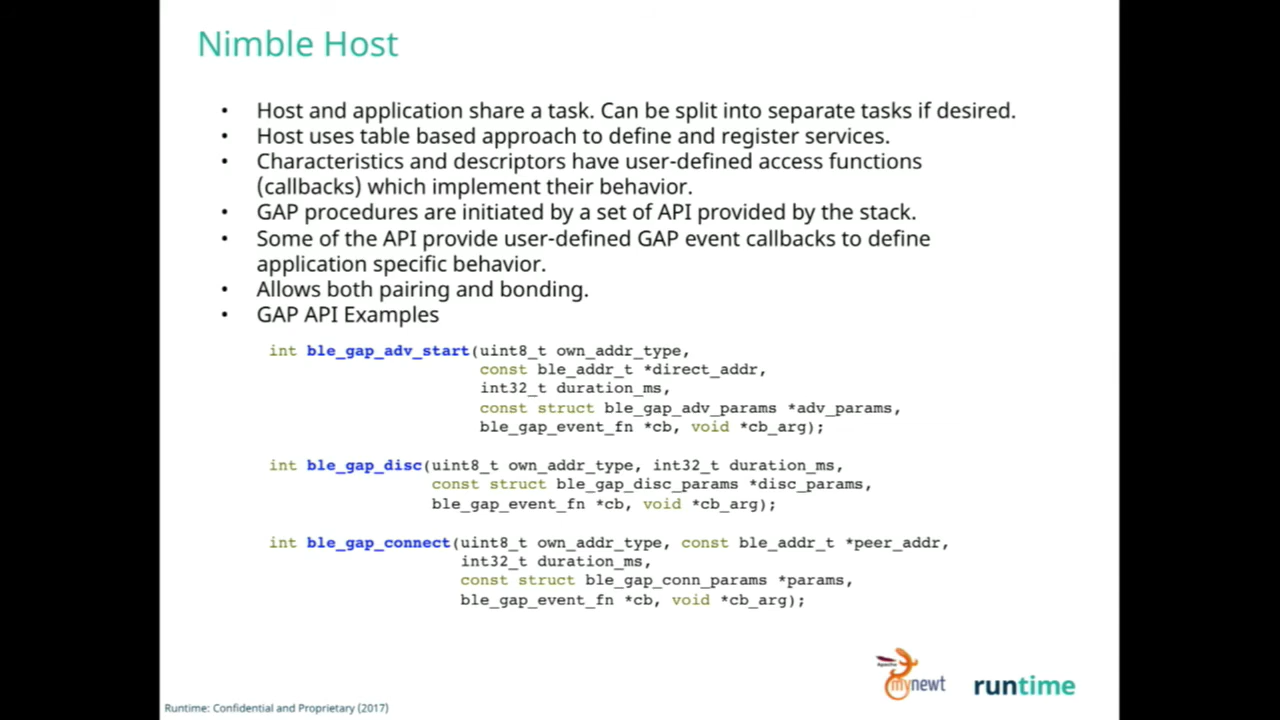 Nimble Host
• Host and application share a task. Can be split into separate tasks if desired.
• Host uses table based approach to define and register services.
• Characteristics and descriptors have user-defined access functions
(callbacks) which implement their behavior.
• GAP procedures are initiated by a set of API provided by the stack.
• Some of the API provide user-defined GAP event callbacks to define
application specific behavior.
• Allows both pairing and bonding.
• GAP API Examples
int ble_gap_adv_start(uint8_t own_addr_type,
const ble_addr_t *direct_addr,
int32_t duration_ms,
const struct ble_gap_adv_params *adv_params,
ble_gap_event_fn *cb, void *cb_arg);
int ble_gap_disc(uint8_t own_addr_type, int32_t duration_ms,
const struct ble_gap_disc_params *disc_params,
ble_gap_event_fn *cb, void *cb_arg);
int ble_gap_connect(uint8_t own_addr_type, const ble_addr_t *peer_addr,
int32_t duration_ms,
const struct ble_gap_conn_params *params,
ble_gap_event_fn *cb, void *cb_arg);
Apache
mynewt
runtime
Runtime: Confidential and Proprietary (2017)